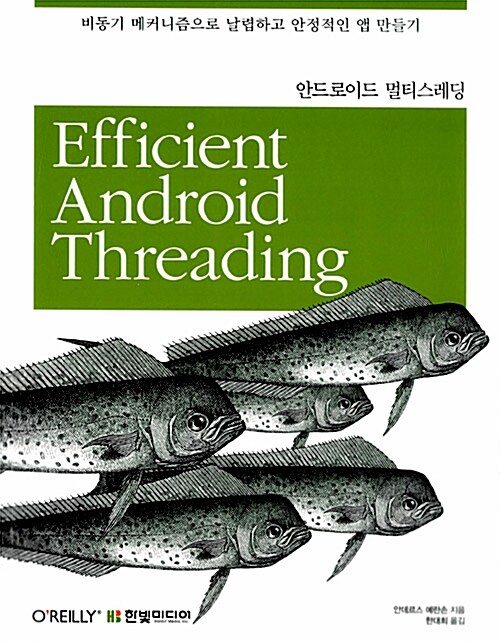 비동기 메커니즘으로 날렵하고 안정적인 앱 만들기
안드로이드 멀티스레딩
Efficient
Android
Threading
O'REILLY® HB 한빛미디어
안데르스 예란손 지음
한대희 옮김